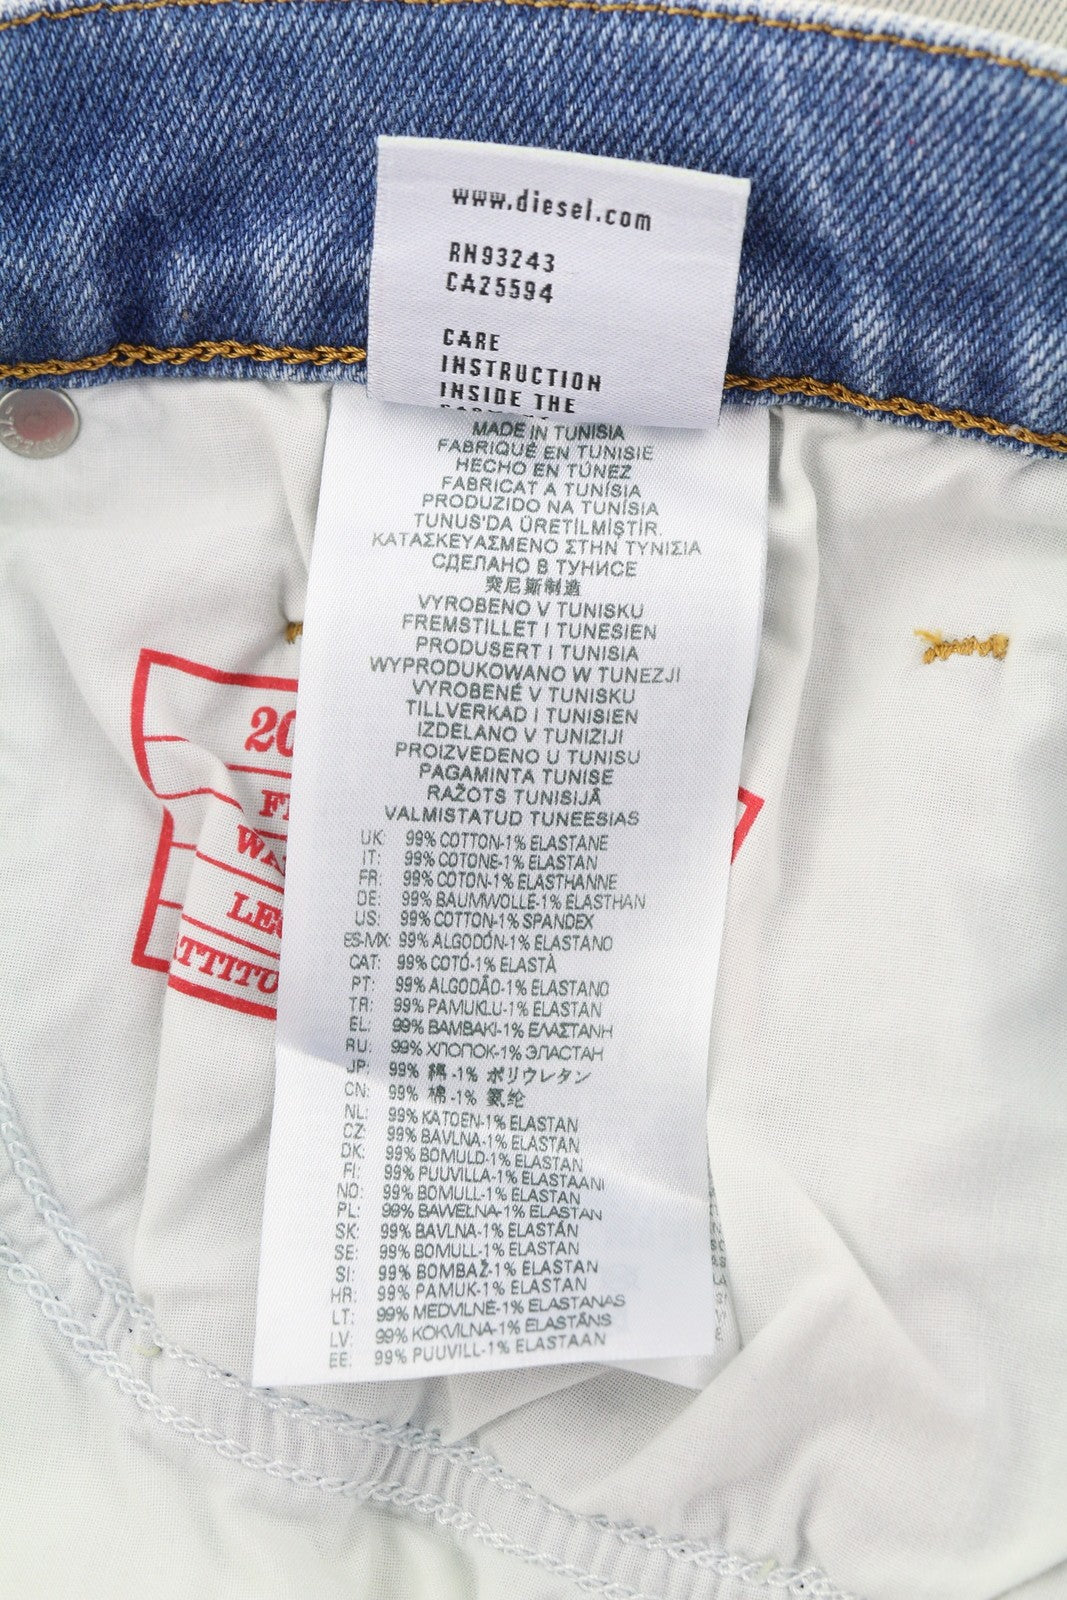 www.diesel.com
RN93243
CA25594
CARE
INSTRUCTION
INSIDE THE
MADE IN TUNISIA
FABRIQUÉ EN TUNISIE
HECHO EN TÚNEZ
FABRICAT A TUNÍSIA
PRODUZIDO NA TUNÍSIA
TUNUS'DA ÜRETİLMİŞTİR.
ΚΑΤΑΣΚΕΥΑΣΜΕΝΟ ΣΤΗΝ ΤΥΝΙΣΙΑ
СДЕЛАНО В ТУНИСЕ
突尼斯制造
VYROBENO V TUNISKU
FREMSTILLET I TUNESIEN
PRODUSERT I TUNISIA
WYPRODUKOWANO W TUNEZJI
VYROBENÉ V TUNISKU
TILLVERKAD I TUNISIEN
IZDELANO V TUNIZIJI
PROIZVEDENO U TUNISU
PAGAMINTA TUNISE
RAŽOTS TUNISIJĀ
VALMISTATUD TUNEESIAS
UK: 99% COTTON-1% ELASTANE
IT: 99% COTONE-1% ELASTAN
FR: 99% COTON-1% ELASTHANNE
DE: 99% BAUMWOLLE-1% ELASTHAN
US: 99% COTTON-1% SPANDEX
ES-MX: 99% ALGODÓN-1% ELASTANO
CAT: 99% COTÓ-1% ELASTÀ
PT: 99% ALGODÃO-1% ELASTANO
TR: 99% PAMUKLU-1% ELASTAN
EL: 99% ΒΑΜΒΑΚΙ-1% ΕΛΑΣΤΑΝΗ
RU: 99% ХЛОПОК-1% ЭЛАСТАН
JP: 99% 綿 -1% ポリウレタン
CN: 99% 棉 -1% 氨纶
NL: 99% KATOEN-1% ELASTAN
CZ: 99% BAVLNA-1% ELASTAN
DK: 99% BOMULD-1% ELASTAN
FI: 99% PUUVILLA-1% ELASTAANI
NO: 99% BOMULL-1% ELASTAN
PL: 99% BAWEŁNA-1% ELASTAN
SK: 99% BAVLNA-1% ELASTÁN
SE: 99% BOMULL-1% ELASTAN
SI: 99% BOMBAŽ-1% ELASTAN
HR: 99% PAMUK-1% ELASTAN
LT: 99% MEDVILNĖ-1% ELASTANAS
LV: 99% KOKVILNA-1% ELASTĀNS
EE: 99% PUUVILL-1% ELASTAAN